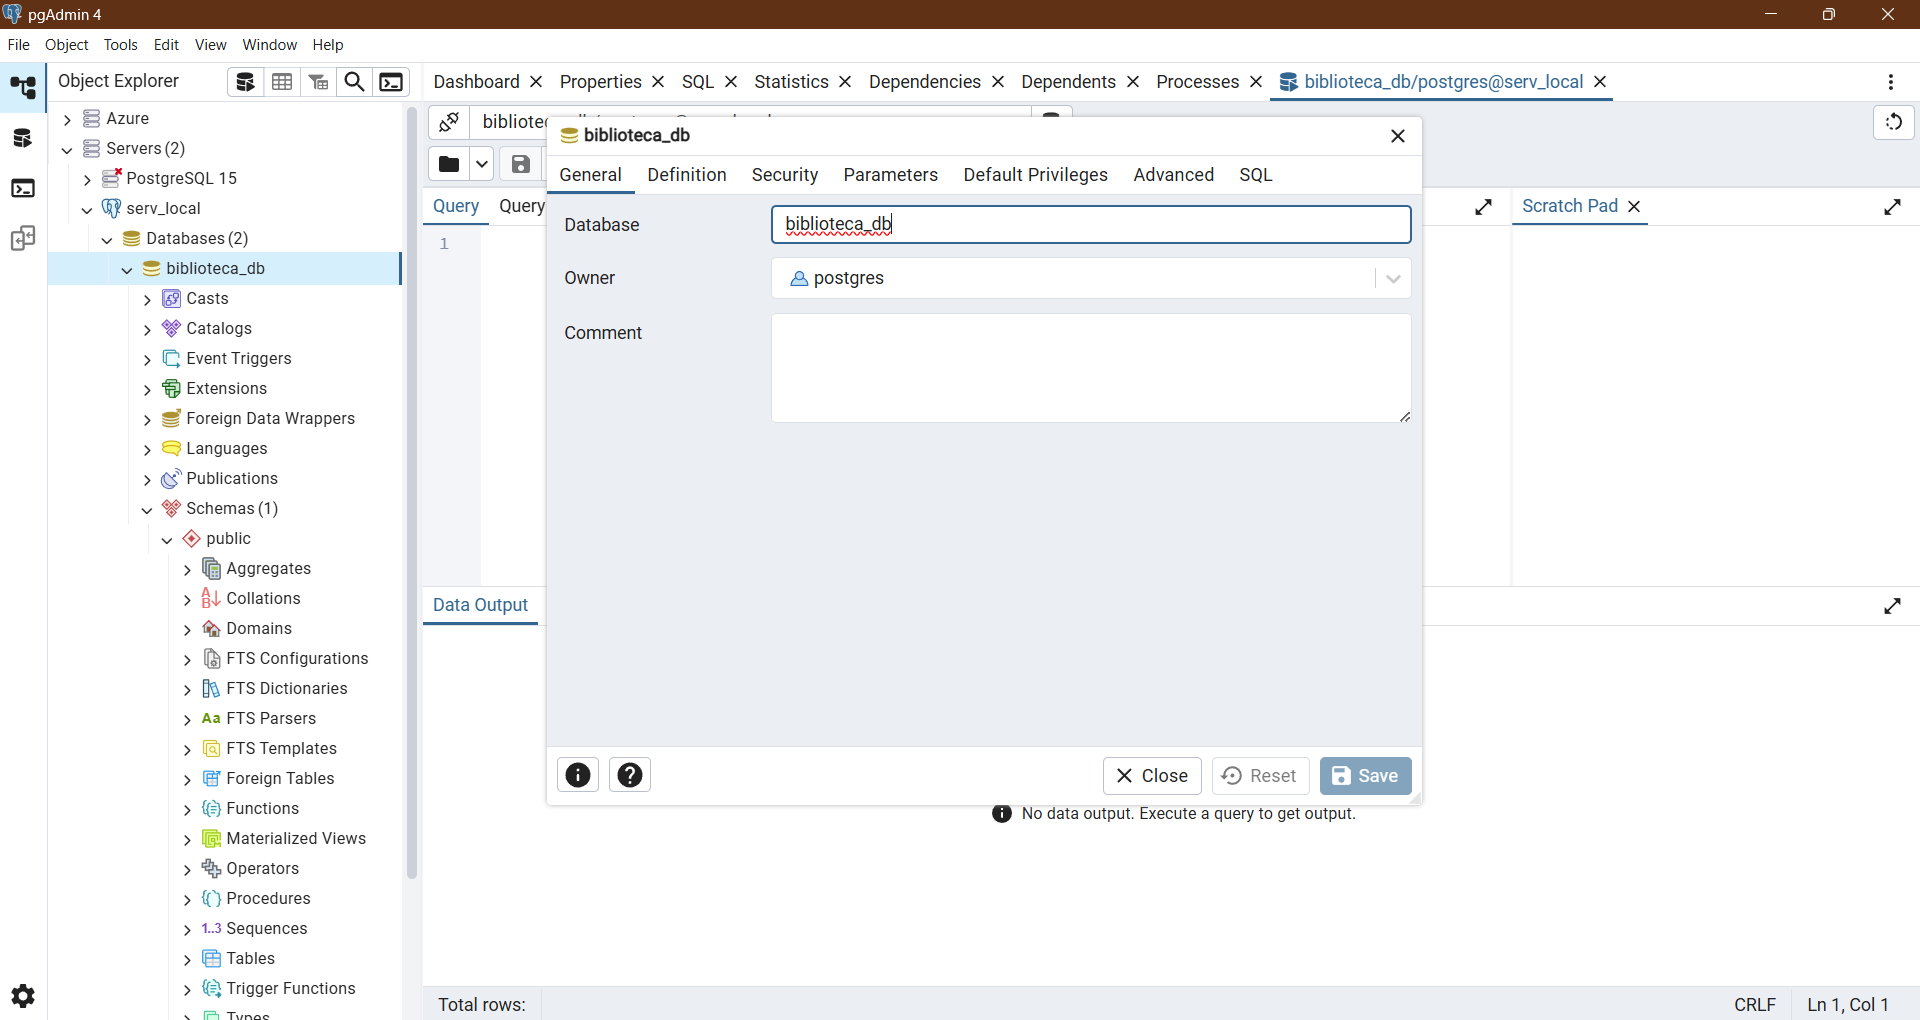 pgAdmin 4
File Object Tools Edit View Window Help
Object Explorer
Dashboard Properties SQL Statistics Dependencies Dependents Processes biblioteca_db/postgres@serv_local
Azure
Servers (2)
PostgreSQL 15
serv_local
Databases (2)
biblioteca_db
Casts
Catalogs
Event Triggers
Extensions
Foreign Data Wrappers
Languages
Publications
Schemas (1)
public
Aggregates
Collations
Domains
FTS Configurations
FTS Dictionaries
Aa FTS Parsers
FTS Templates
Foreign Tables
Functions
Materialized Views
Operators
Procedures
1..3 Sequences
Tables
Trigger Functions
Types
Query Query
Scratch Pad
1
biblioteca_db
General Definition Security Parameters Default Privileges Advanced SQL
Database biblioteca_db
Owner postgres
Comment
Close Reset Save
Data Output
No data output. Execute a query to get output.
Total rows:
CRLF Ln 1, Col 1